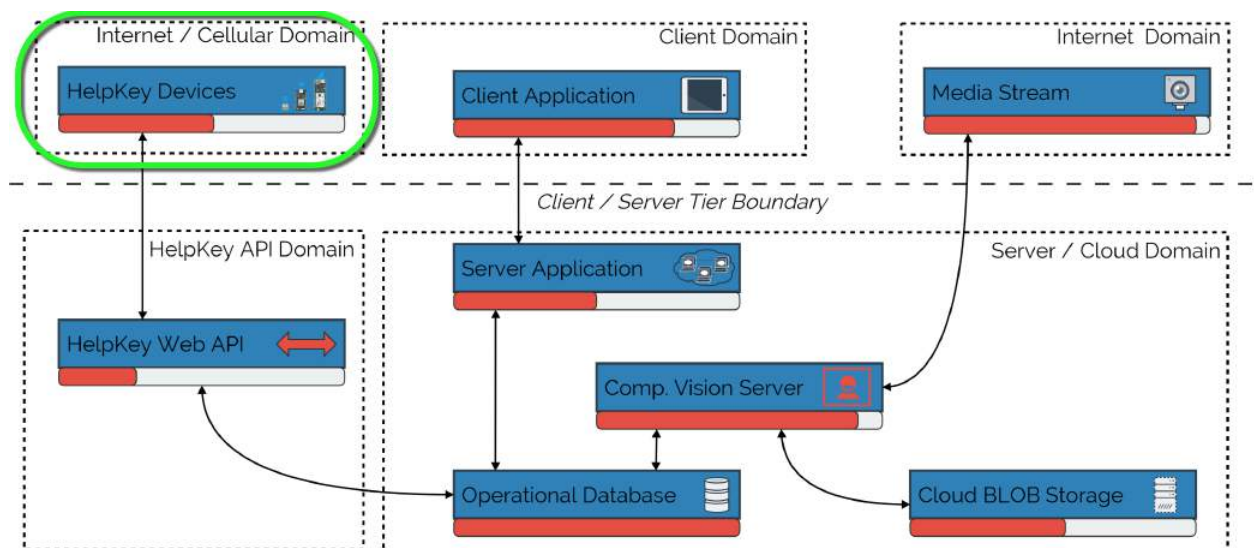 Internet / Cellular Domain
Client Domain
Internet Domain
HelpKey Devices
Client Application
Media Stream
Client / Server Tier Boundary
HelpKey API Domain
Server / Cloud Domain
Server Application
HelpKey Web API
Comp. Vision Server
Operational Database
Cloud BLOB Storage